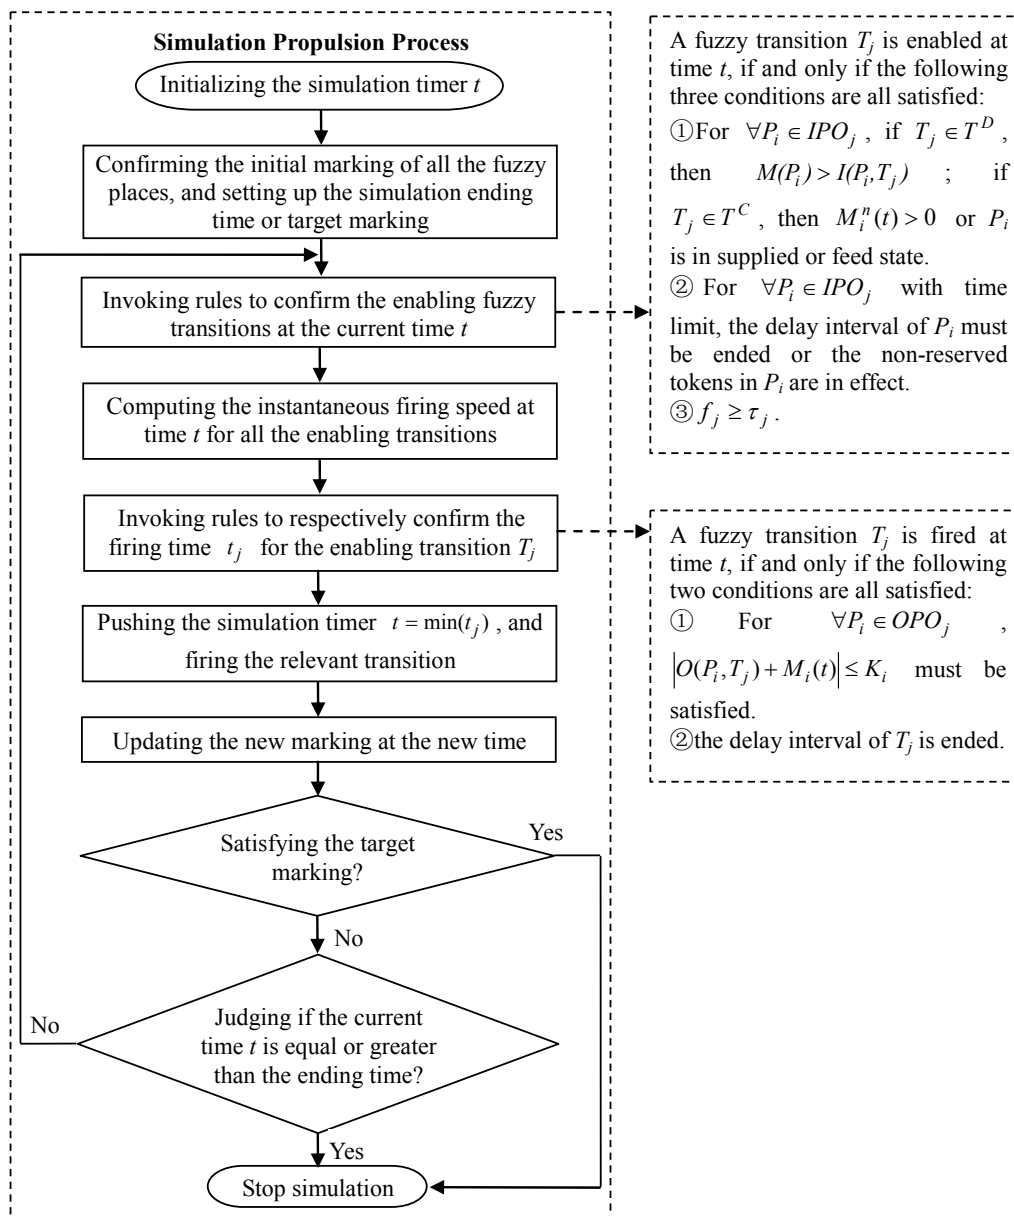 Simulation Propulsion Process
Initializing the simulation timer t
Confirming the initial marking of all the fuzzy
places, and setting up the simulation ending
time or target marking
Invoking rules to confirm the enabling fuzzy
transitions at the current time t
Computing the instantaneous firing speed at
time t for all the enabling transitions
Invoking rules to respectively confirm the
firing time t_j for the enabling transition T_j
Pushing the simulation timer t = min(t_j) , and
firing the relevant transition
Updating the new marking at the new time
Satisfying the target
marking?
Yes
No
Judging if the current
time t is equal or greater
than the ending time?
No
Yes
Stop simulation
A fuzzy transition T_j is enabled at
time t, if and only if the following
three conditions are all satisfied:
①For ∀P_i ∈ IPO_j , if T_j ∈ T^D ,
then M(P_i) > I(P_i,T_j) ; if
T_j ∈ T^C , then M_i^n(t) > 0 or P_i
is in supplied or feed state.
② For ∀P_i ∈ IPO_j with time
limit, the delay interval of P_i must
be ended or the non-reserved
tokens in P_i are in effect.
③ f_j ≥ τ_j .
A fuzzy transition T_j is fired at
time t, if and only if the following
two conditions are all satisfied:
① For ∀P_i ∈ OPO_j ,
|O(P_i,T_j) + M_i(t)| ≤ K_i must be
satisfied.
②the delay interval of T_j is ended.